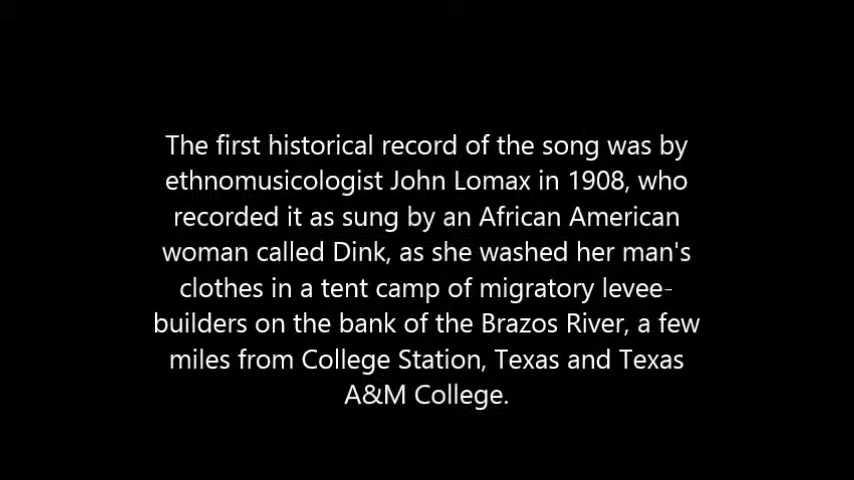 The first historical record of the song was by
ethnomusicologist John Lomax in 1908, who
recorded it as sung by an African American
woman called Dink, as she washed her man's
clothes in a tent camp of migratory levee-
builders on the bank of the Brazos River, a few
miles from College Station, Texas and Texas
A&M College.